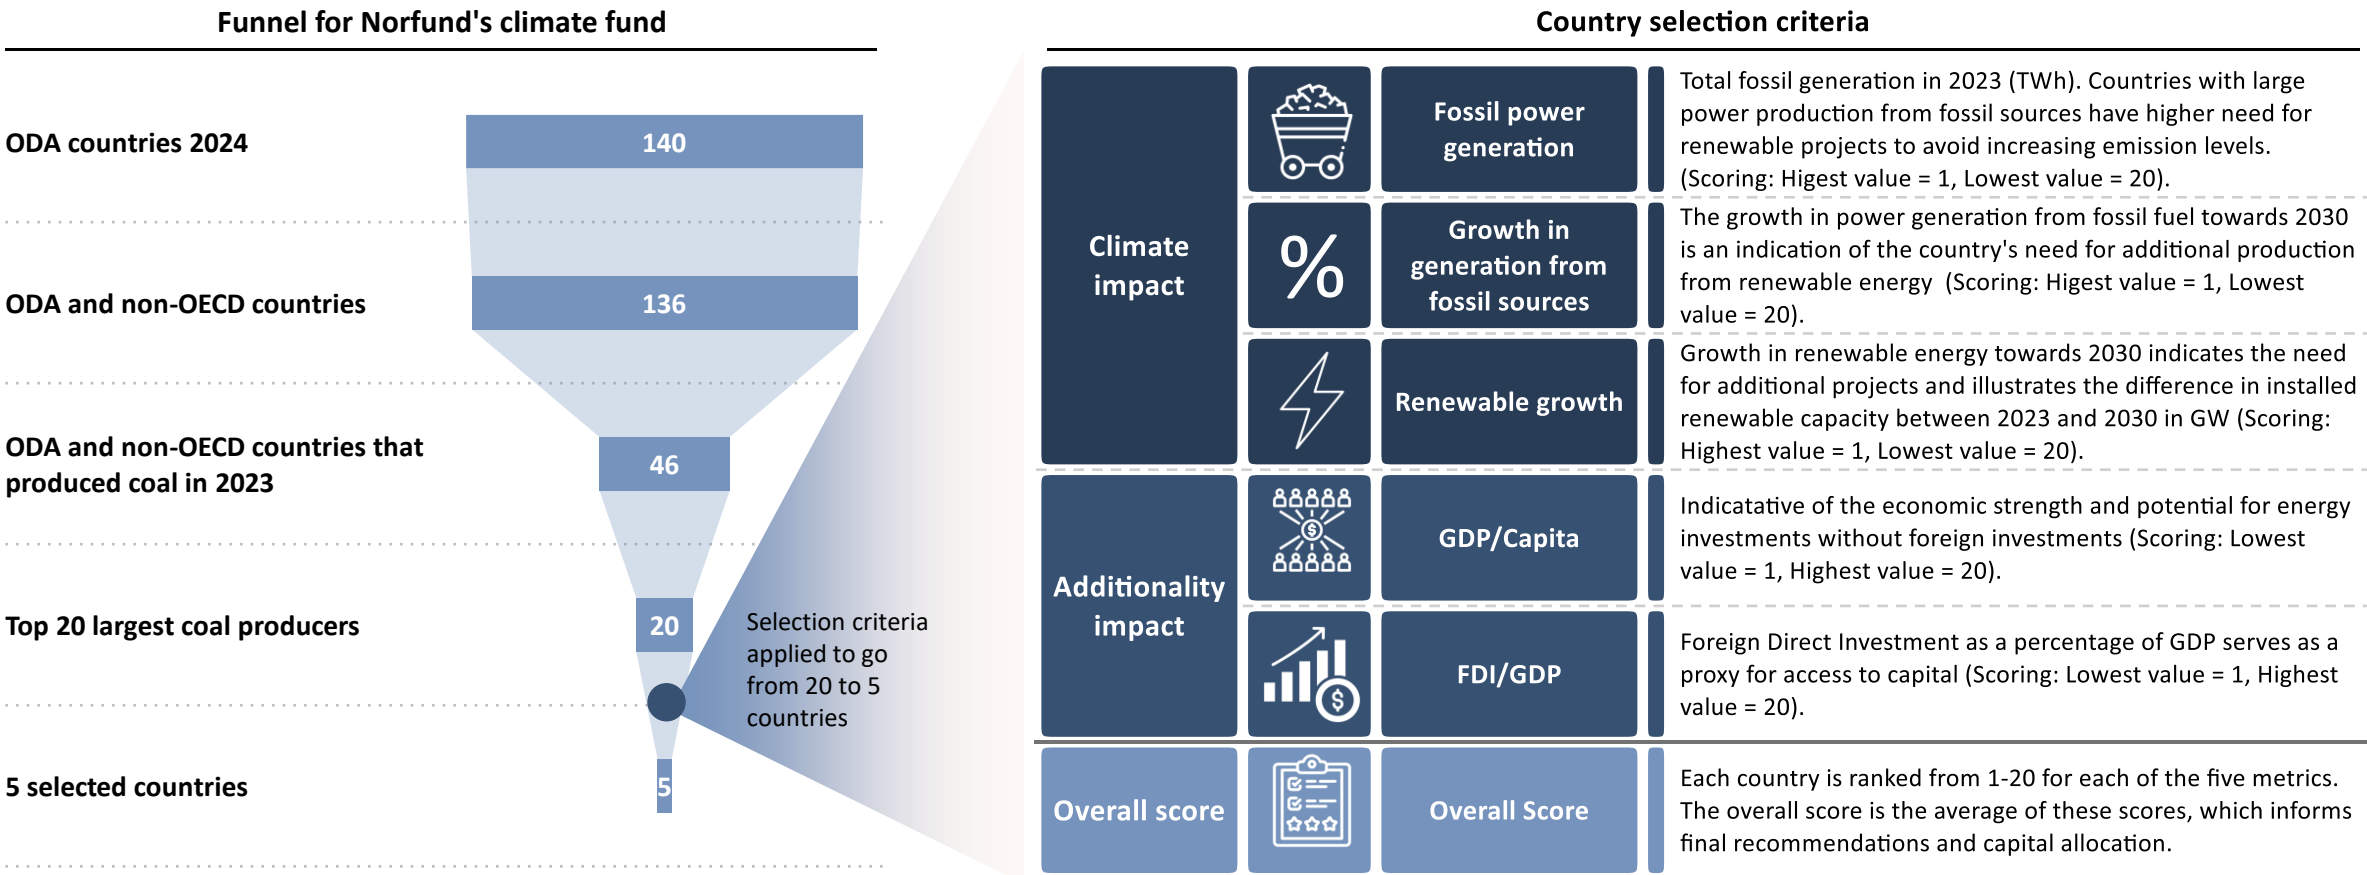 Funnel for Norfund's climate fund
ODA countries 2024
140
ODA and non-OECD countries
136
ODA and non-OECD countries that
produced coal in 2023
46
Top 20 largest coal producers
20
Selection criteria
applied to go
from 20 to 5
countries
5 selected countries
5
Country selection criteria
Climate
impact
Fossil power
generation
Total fossil generation in 2023 (TWh). Countries with large
power production from fossil sources have higher need for
renewable projects to avoid increasing emission levels.
(Scoring: Higest value = 1, Lowest value = 20).
%
Growth in
generation from
fossil sources
The growth in power generation from fossil fuel towards 2030
is an indication of the country's need for additional production
from renewable energy  (Scoring: Higest value = 1, Lowest
value = 20).
Renewable growth
Growth in renewable energy towards 2030 indicates the need
for additional projects and illustrates the difference in installed
renewable capacity between 2023 and 2030 in GW (Scoring:
Highest value = 1, Lowest value = 20).
Additionality
impact
$
GDP/Capita
Indicatative of the economic strength and potential for energy
investments without foreign investments (Scoring: Lowest
value = 1, Highest value = 20).
$
FDI/GDP
Foreign Direct Investment as a percentage of GDP serves as a
proxy for access to capital (Scoring: Lowest value = 1, Highest
value = 20).
Overall score
Overall Score
Each country is ranked from 1-20 for each of the five metrics.
The overall score is the average of these scores, which informs
final recommendations and capital allocation.